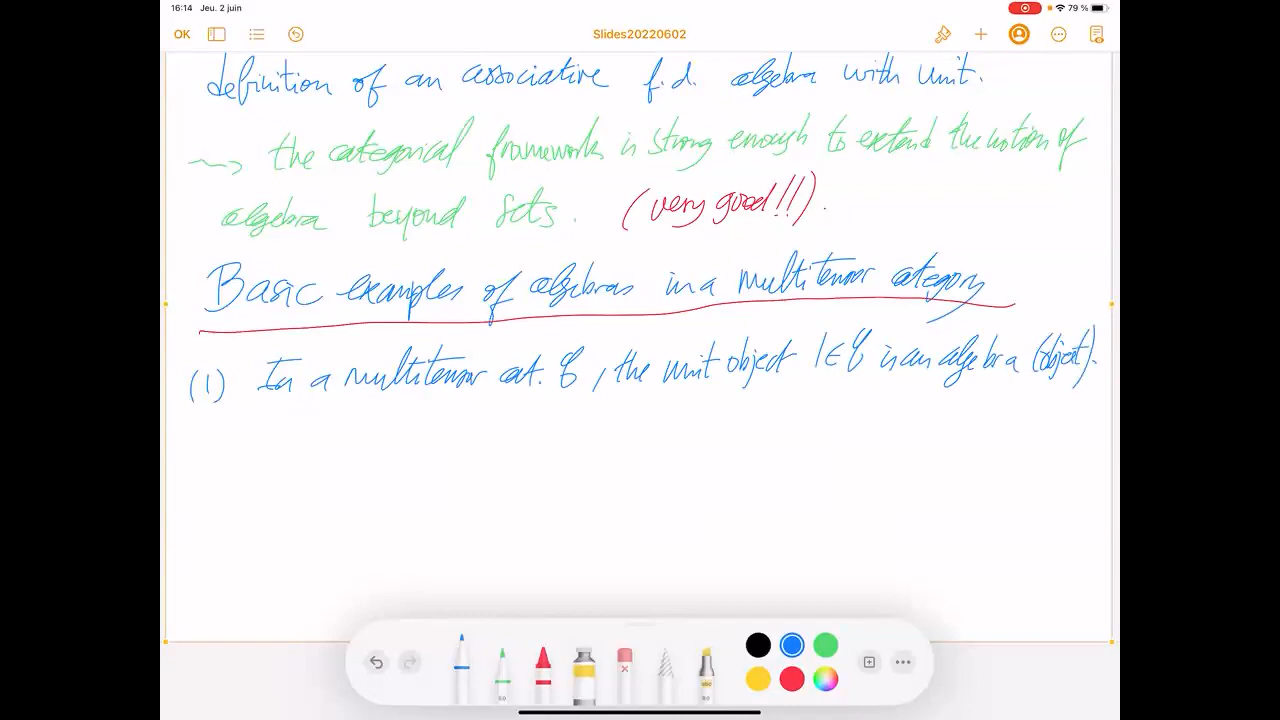 16:14 Jeu. 2 juin
79 %
OK
Slides20220602
definition of an associative f.d. algebra with unit.
⇝ the categorical frameworks is strong enough to extend the notion of
algebra beyond sets. (very good!!).
Basic examples of algebras in a multitensor category
(1) In a multitensor cat. 𝒞, the unit object 1∈𝒞 is an algebra (object).